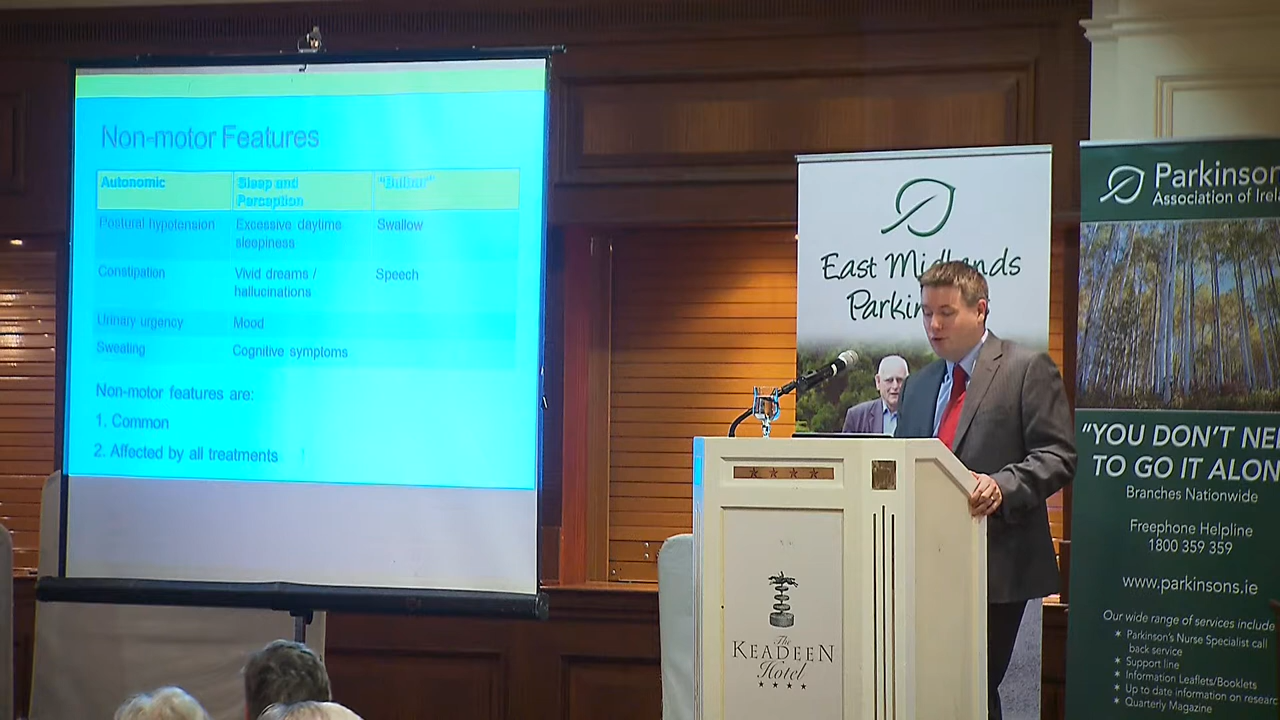 Non-motor Features
Autonomic
Sleep and
Perception
"Bulbar"
Postural hypotension
Excessive daytime
sleepiness
Swallow
Constipation
Vivid dreams /
hallucinations
Speech
Urinary urgency
Mood
Sweating
Cognitive symptoms
Non-motor features are:
1. Common
2. Affected by all treatments
East Midlands
Parkin
The
KEADEEN
Hotel
Parkinson
Association of Irela
"YOU DON'T NE
TO GO IT ALON
Branches Nationwide
Freephone Helpline
1800 359 359
www.parkinsons.ie
Our wide range of services include
* Parkinson's Nurse Specialist call
back service
* Support line
* Information Leaflets/Booklets
* Up to date information on researc
* Quarterly Magazine